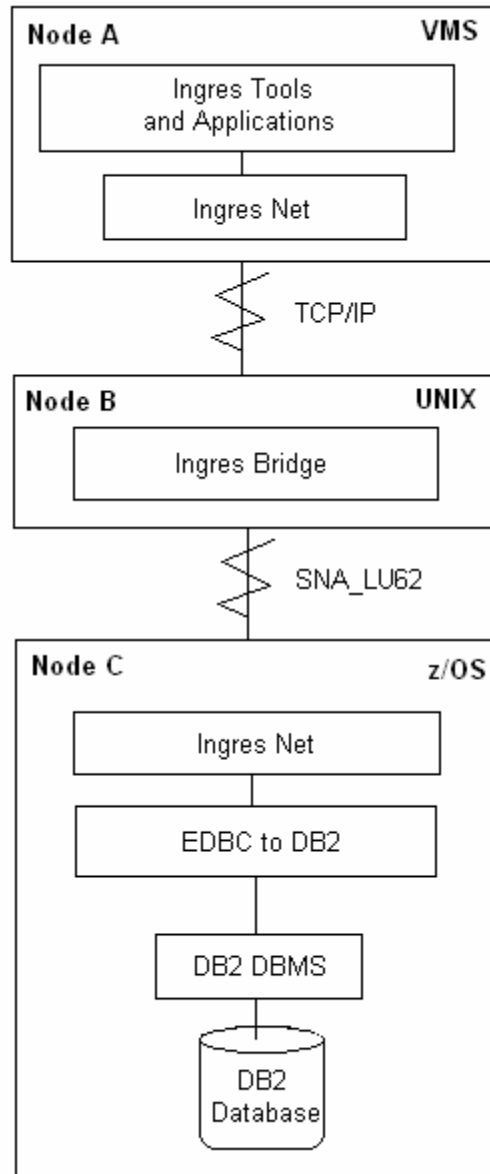 Node A
VMS
Ingres Tools
and Applications
Ingres Net
TCP/IP
Node B
UNIX
Ingres Bridge
SNA_LU62
Node C
z/OS
Ingres Net
EDBC to DB2
DB2 DBMS
DB2
Database